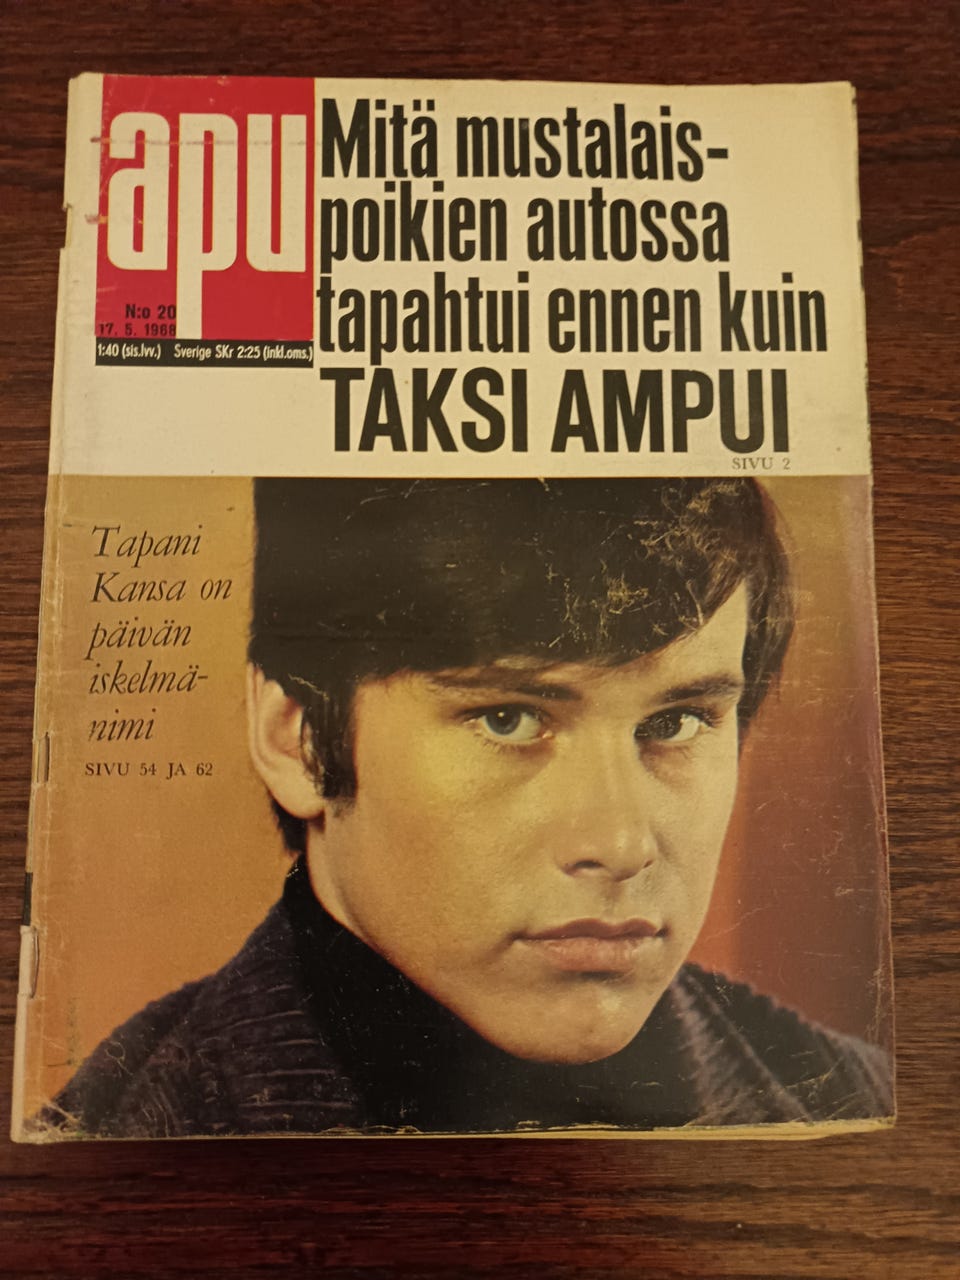 apu
N:o 20
17. 5. 1968
1:40 (sis.lvv.) Sverige SKr 2:25 (inkl.oms.)
Mitä mustalais-
poikien autossa
tapahtui ennen kuin
TAKSI AMPUI
SIVU 2
Tapani
Kansa on
päivän
iskelmä-
nimi
SIVU 54 JA 62